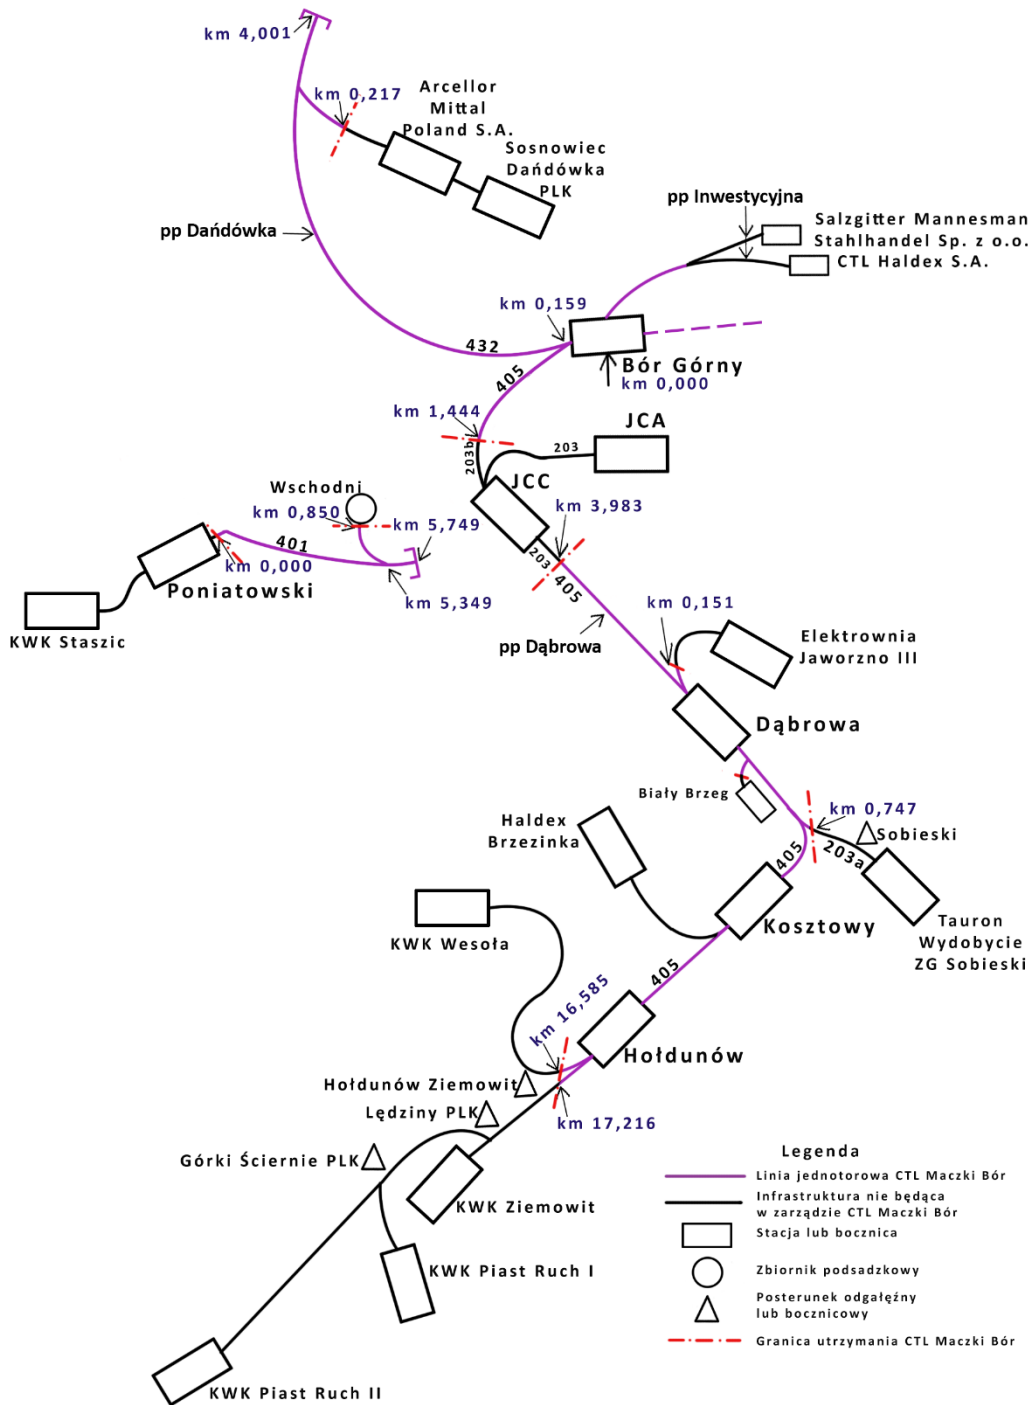 km 4,001
km 0,217
Arcellor
Mittal
Poland S.A.
Sosnowiec
Dańdówka
PLK
pp Dańdówka
pp Inwestycyjna
Salzgitter Mannesman
Stahlhandel Sp. z o.o.
CTL Haldex S.A.
km 0,159
432
405
Bór Górny
km 0,000
km 1,444
203b
203
JCA
JCC
Wschodni
km 0,850
km 5,749
km 3,983
401
203
405
km 0,000
Poniatowski
km 5,349
KWK Staszic
pp Dąbrowa
km 0,151
Elektrownia
Jaworzno III
Dąbrowa
Biały Brzeg
km 0,747
Sobieski
203a
Haldex
Brzezinka
405
Kosztowy
Tauron
Wydobycie
ZG Sobieski
KWK Wesoła
405
km 16,585
Hołdunów
Hołdunów Ziemowit
Lędziny PLK
km 17,216
Górki Ściernie PLK
KWK Ziemowit
KWK Piast Ruch I
KWK Piast Ruch II
Legenda
Linia jednotorowa CTL Maczki Bór
Infrastruktura nie będąca
w zarządzie CTL Maczki Bór
Stacja lub bocznica
Zbiornik podsadzkowy
Posterunek odgałęźny
lub bocznicowy
Granica utrzymania CTL Maczki Bór